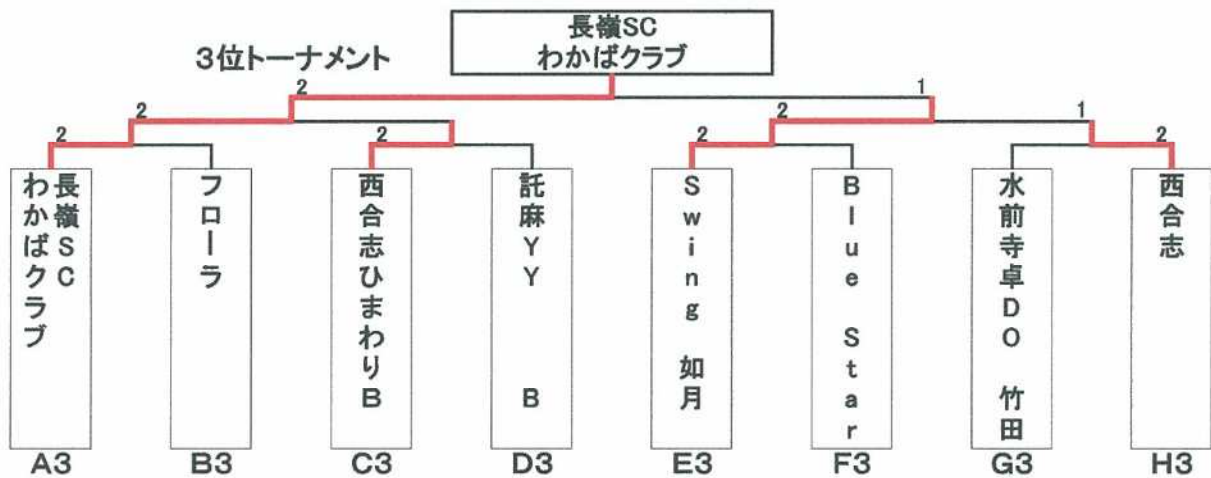 長嶺SC
わかばクラブ
3位トーナメント
2
1
2
2
1
2
2
2
2
長嶺SC
わかばクラブ
フローラ
西合志ひまわりB
託麻YY B
Swing 如月
Blue Star
水前寺卓DO 竹田
西合志
A3
B3
C3
D3
E3
F3
G3
H3